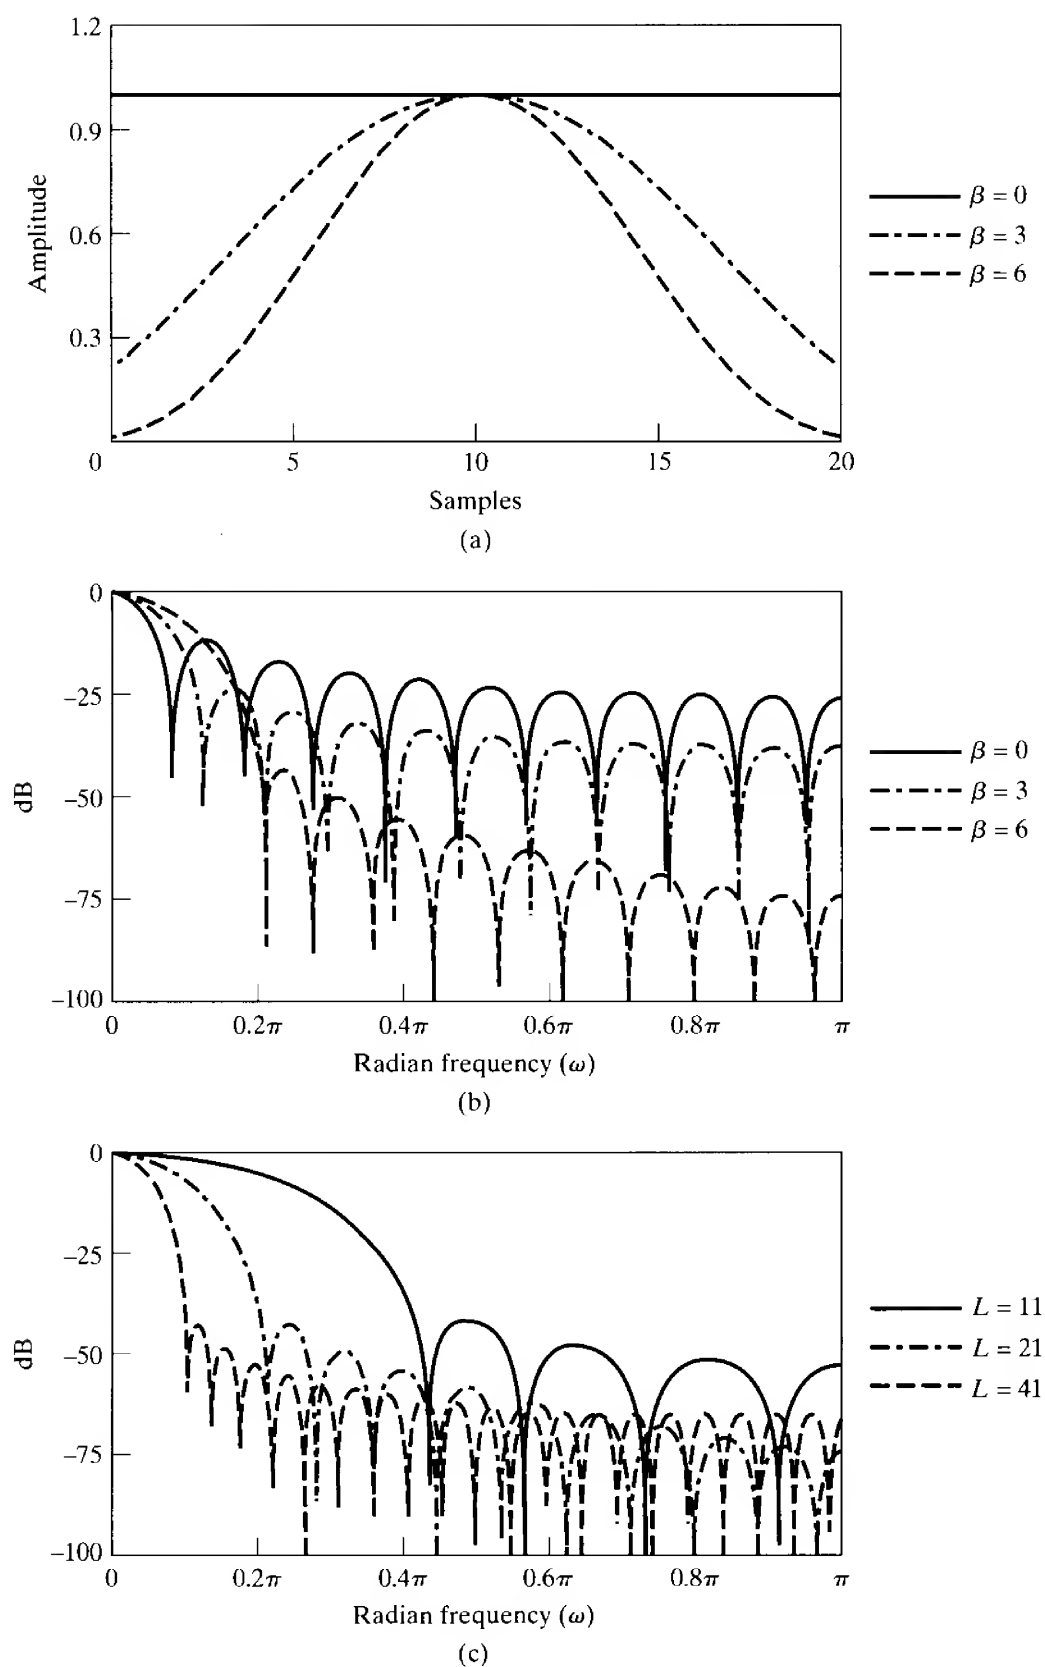 1.2
0.9
0.6
0.3
0
Amplitude
5
10
15
20
Samples
(a)
β = 0
β = 3
β = 6
0
−25
−50
−75
−100
dB
0
0.2π
0.4π
0.6π
0.8π
π
Radian frequency (ω)
(b)
β = 0
β = 3
β = 6
0
−25
−50
−75
−100
dB
0
0.2π
0.4π
0.6π
0.8π
π
Radian frequency (ω)
(c)
L = 11
L = 21
L = 41